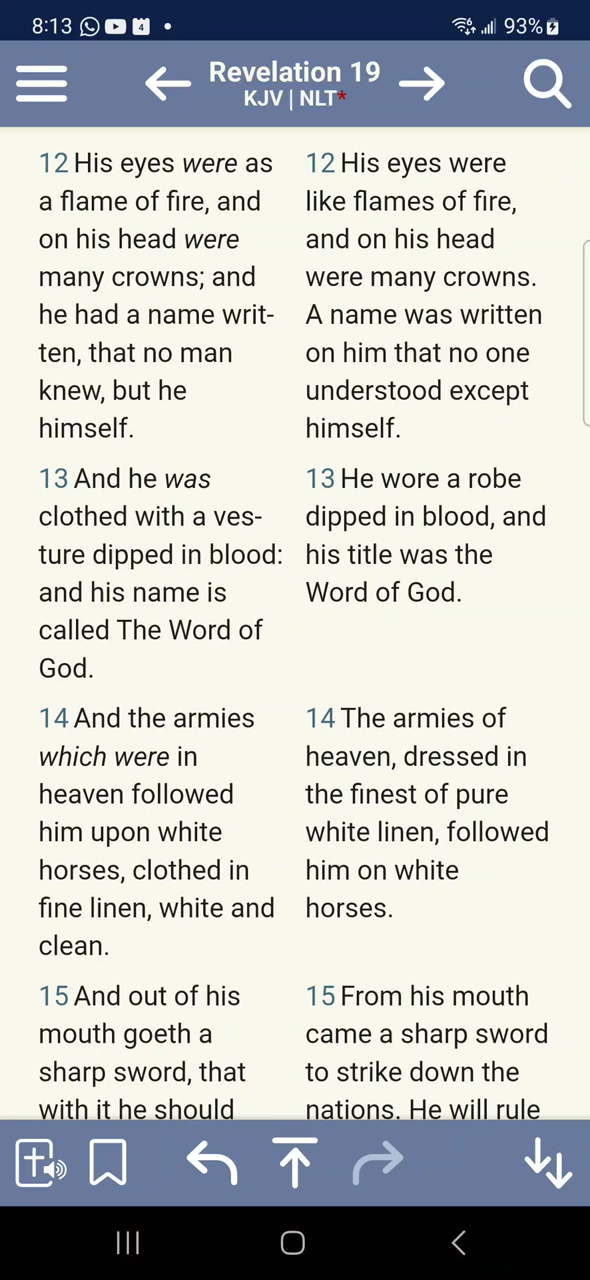 8:13 4 93%
Revelation 19
KJV | NLT*
12 His eyes were as
a flame of fire, and
on his head were
many crowns; and
he had a name writ-
ten, that no man
knew, but he
himself.
12 His eyes were
like flames of fire,
and on his head
were many crowns.
A name was written
on him that no one
understood except
himself.
13 And he was
clothed with a ves-
ture dipped in blood:
and his name is
called The Word of
God.
13 He wore a robe
dipped in blood, and
his title was the
Word of God.
14 And the armies
which were in
heaven followed
him upon white
horses, clothed in
fine linen, white and
clean.
14 The armies of
heaven, dressed in
the finest of pure
white linen, followed
him on white
horses.
15 And out of his
mouth goeth a
sharp sword, that
with it he should
15 From his mouth
came a sharp sword
to strike down the
nations. He will rule